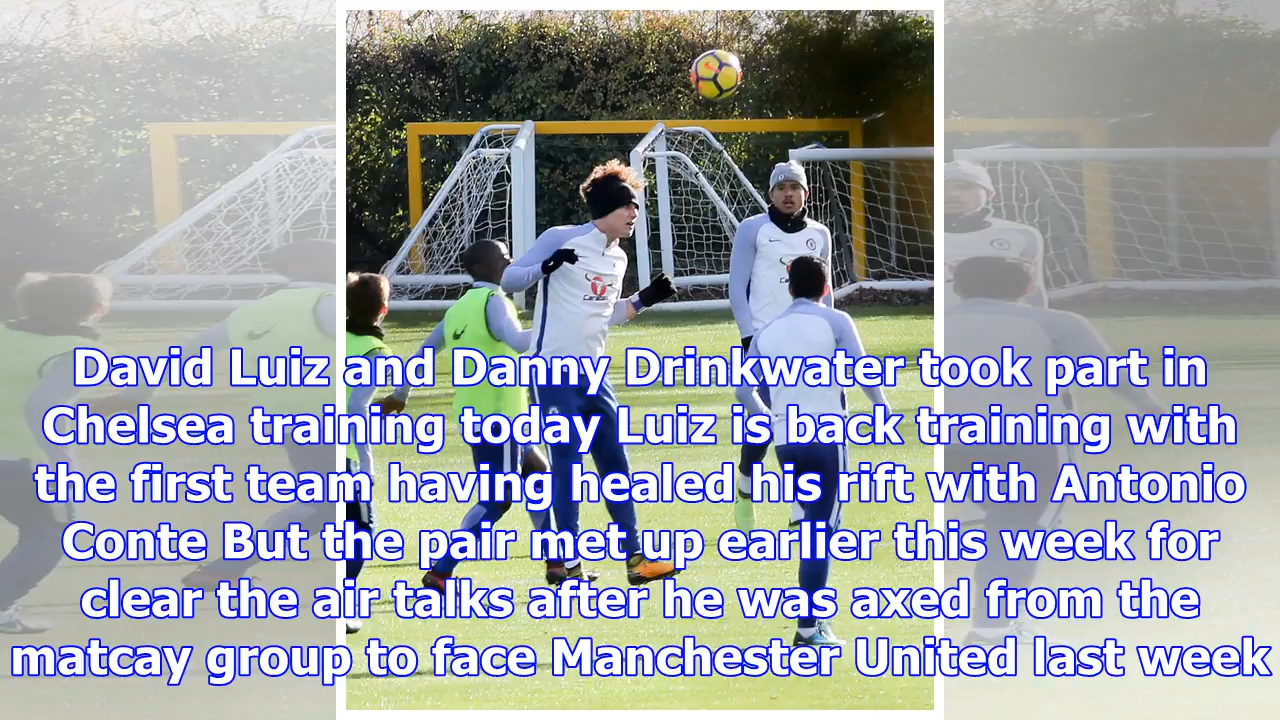 David Luiz and Danny Drinkwater took part in
Chelsea training today Luiz is back training with
the first team having healed his rift with Antonio
Conte But the pair met up earlier this week for
clear the air talks after he was axed from the
matcay group to face Manchester United last week